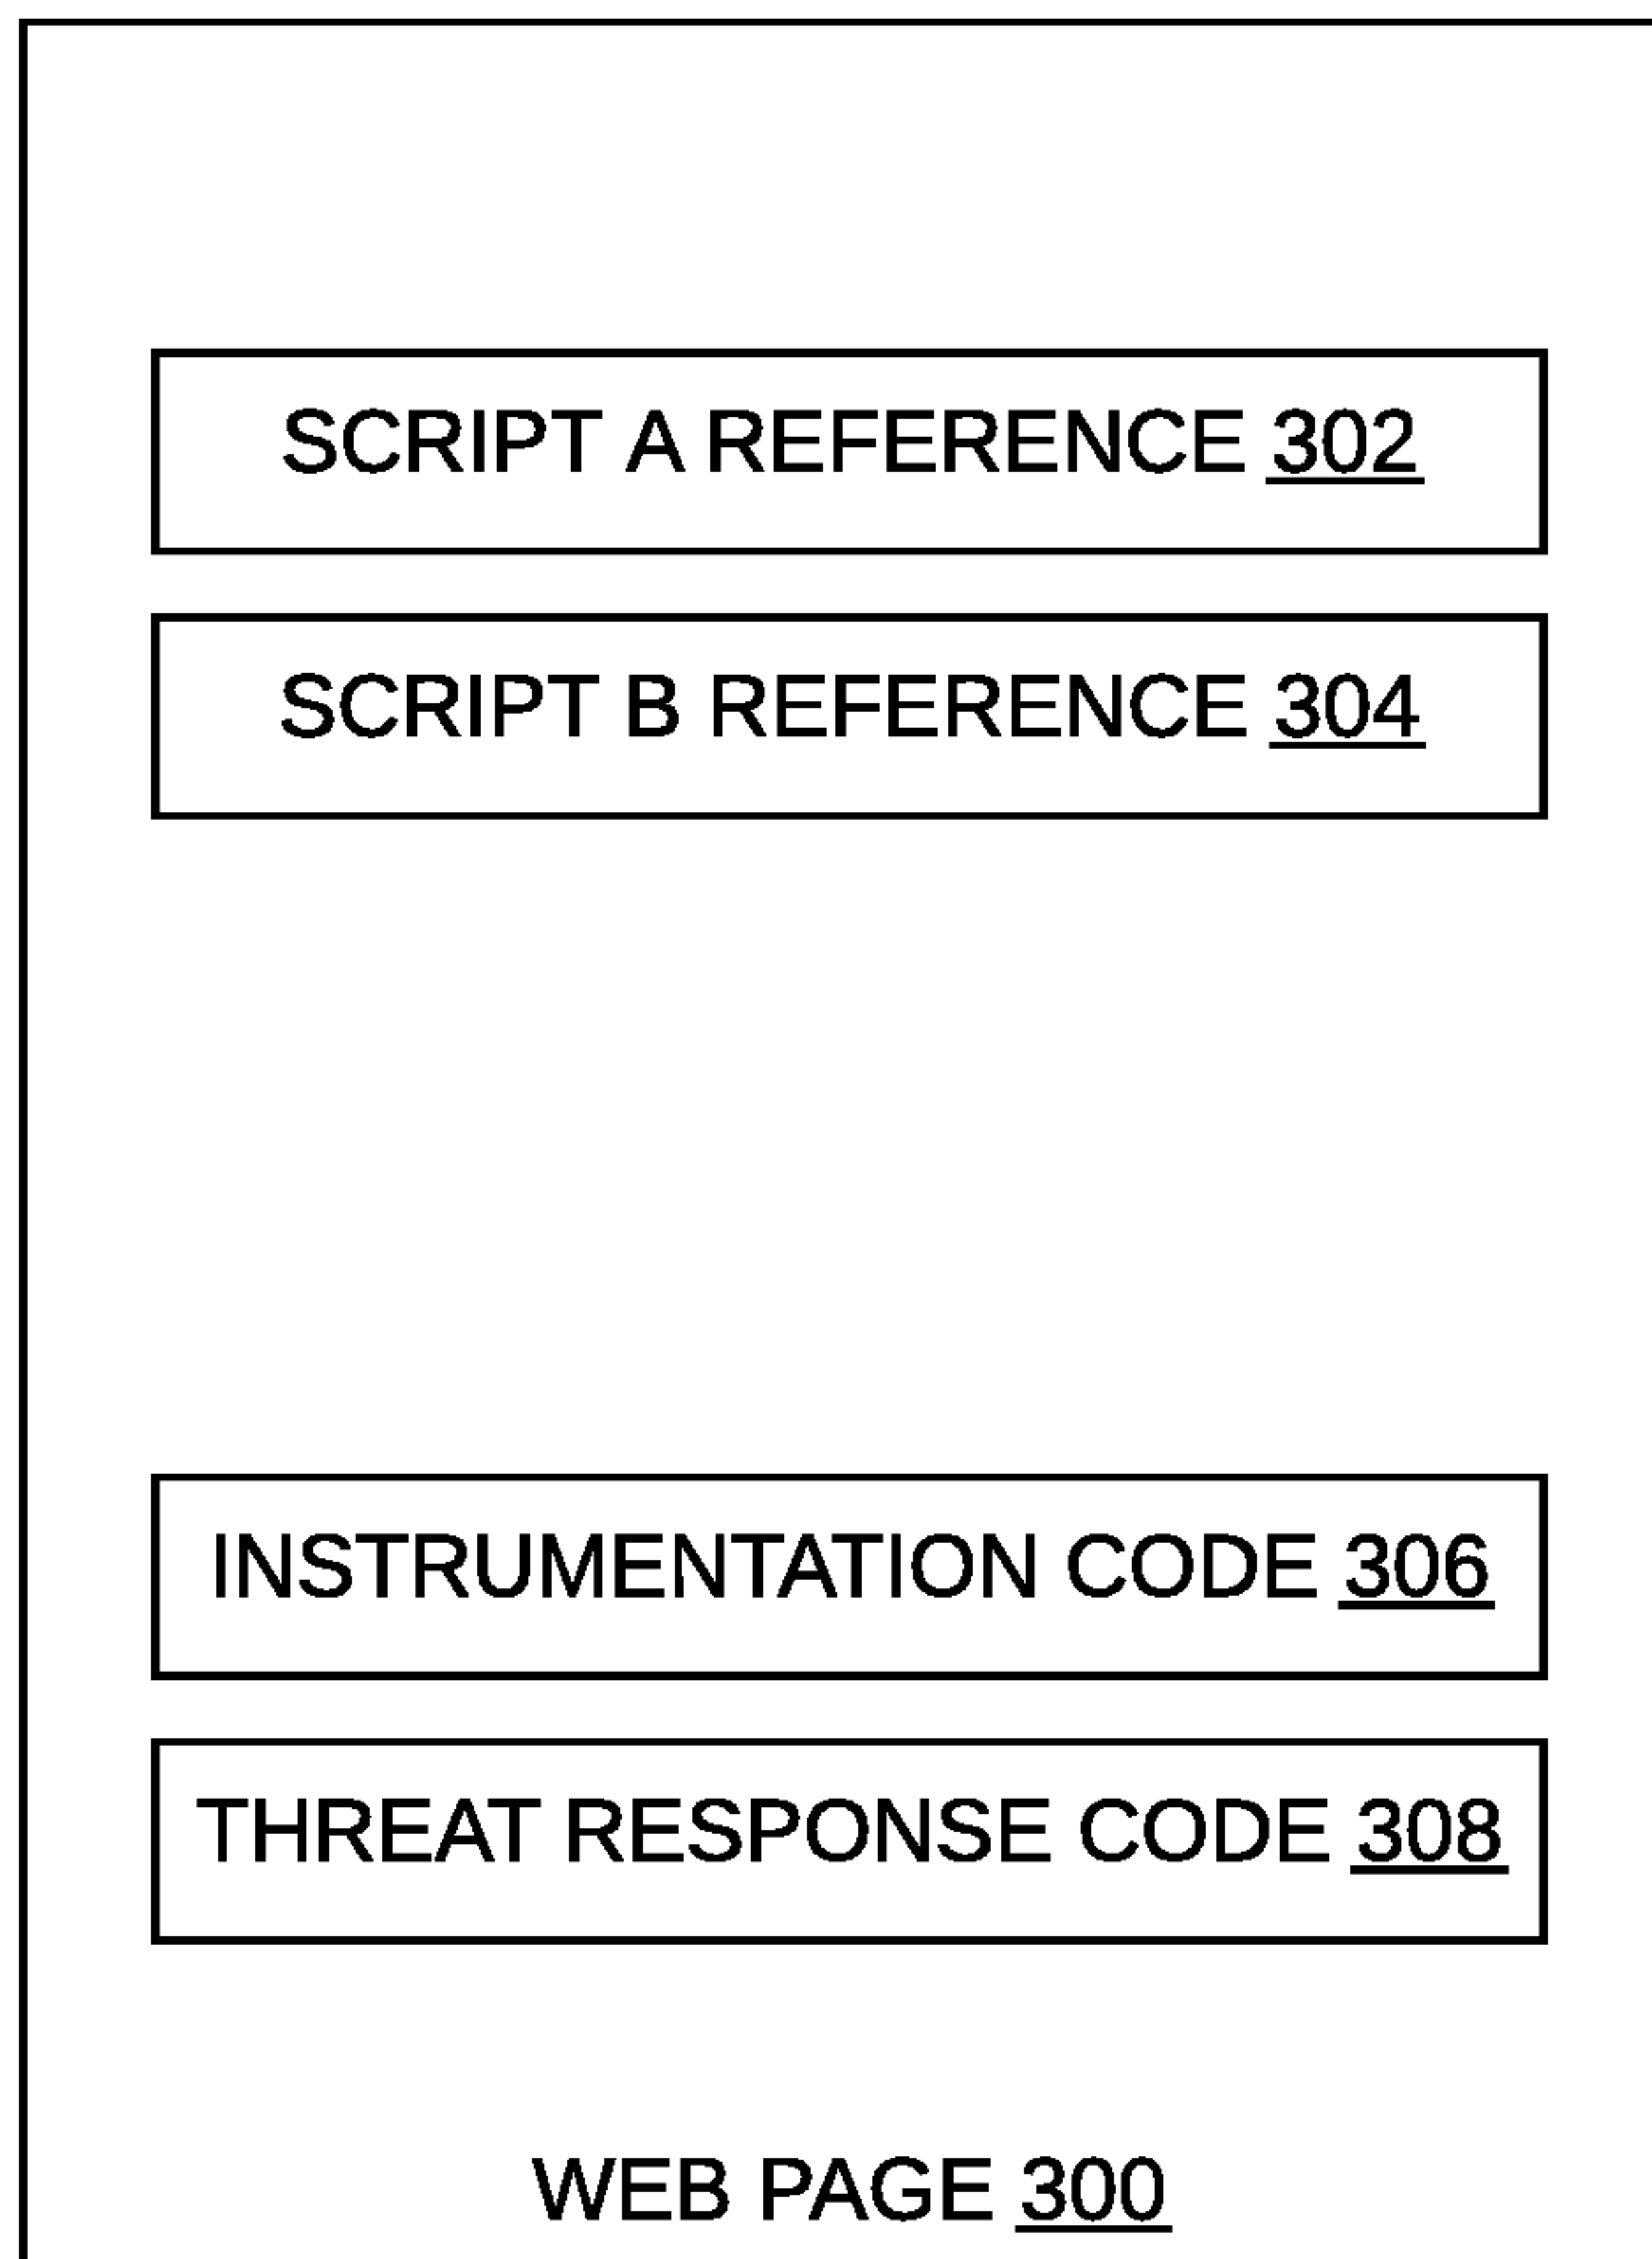 SCRIPT A REFERENCE 302
SCRIPT B REFERENCE 304
INSTRUMENTATION CODE 306
THREAT RESPONSE CODE 308
WEB PAGE 300